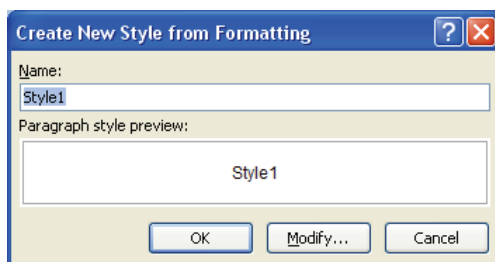 Create New Style from Formatting
Name:
Style1
Paragraph style preview:
Style1
OK Modify... Cancel